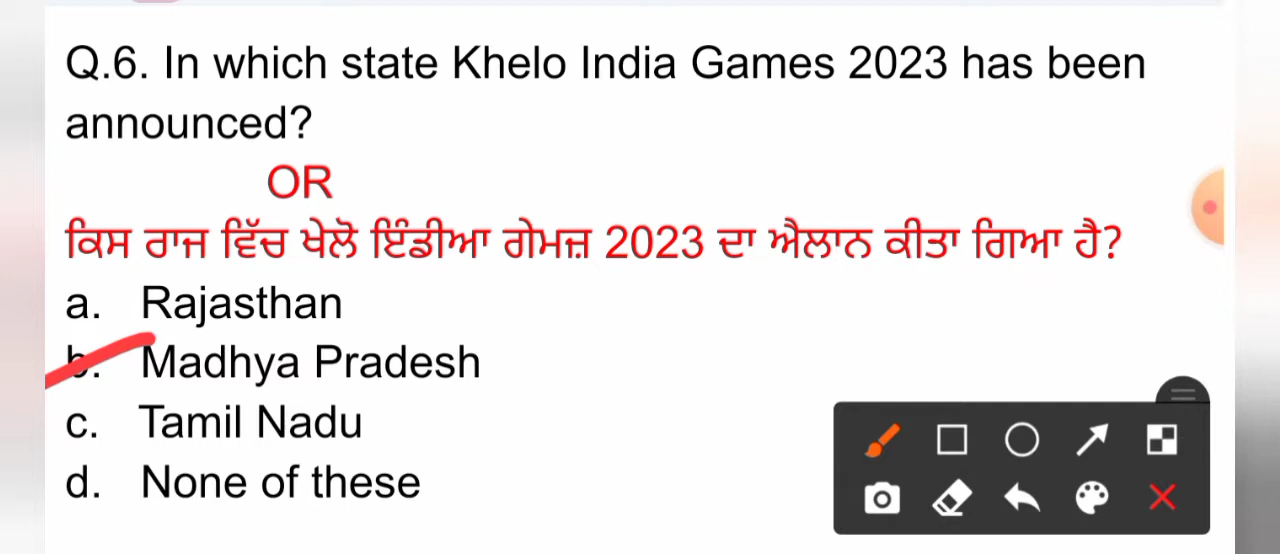 Q.6. In which state Khelo India Games 2023 has been
announced?
OR
ਕਿਸ ਰਾਜ ਵਿੱਚ ਖੇਲੋ ਇੰਡੀਆ ਗੇਮਜ਼ 2023 ਦਾ ਐਲਾਨ ਕੀਤਾ ਗਿਆ ਹੈ?
a. Rajasthan
b. Madhya Pradesh
c. Tamil Nadu
d. None of these